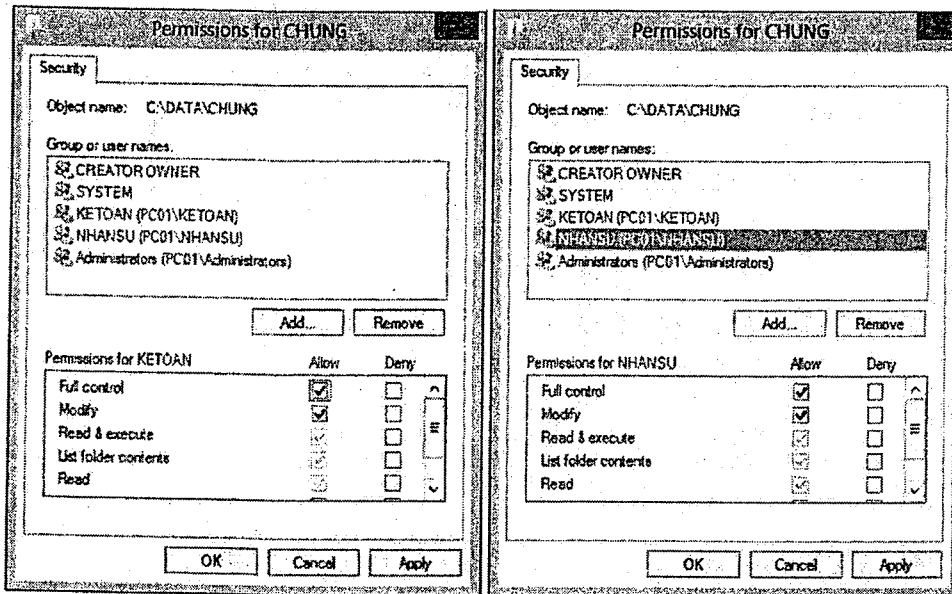 Permissions for CHUNG
Security
Object name: C:\DATA\CHUNG
Group or user names:
CREATOR OWNER
SYSTEM
KETOAN (PC01\KETOAN)
NHANSU (PC01\NHANSU)
Administrators (PC01\Administrators)
Add... Remove
Permissions for KETOAN Allow Deny
Full control
Modify
Read & execute
List folder contents
Read
OK Cancel Apply
Permissions for CHUNG
Security
Object name: C:\DATA\CHUNG
Group or user names:
CREATOR OWNER
SYSTEM
KETOAN (PC01\KETOAN)
NHANSU (PC01\NHANSU)
Administrators (PC01\Administrators)
Add... Remove
Permissions for NHANSU Allow Deny
Full control
Modify
Read & execute
List folder contents
Read
OK Cancel Apply